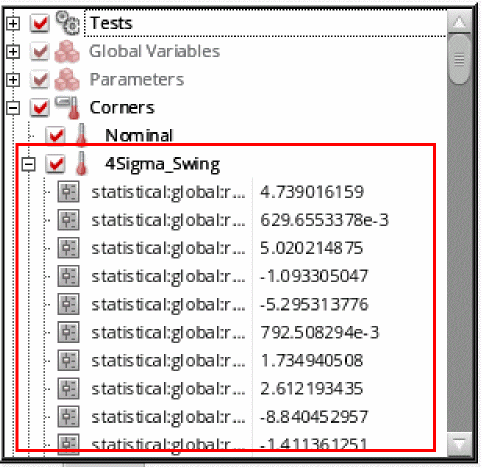 Tests
Global Variables
Parameters
Corners
Nominal
4Sigma_Swing
statistical:global:r... 4.739016159
statistical:global:r... 629.6553378e-3
statistical:global:r... 5.020214875
statistical:global:r... -1.093305047
statistical:global:r... -5.295313776
statistical:global:r... 792.508294e-3
statistical:global:r... 1.734940508
statistical:global:r... 2.612193435
statistical:global:r... -8.840452957
statistical:global:r... -1.411361251